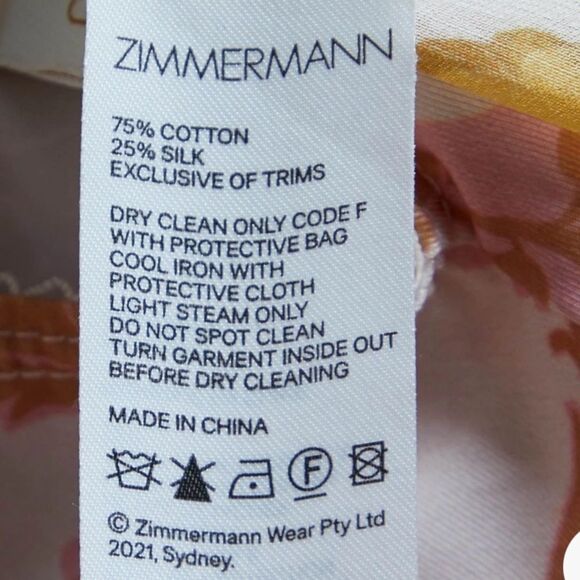 ZIMMERMANN
75% COTTON
25% SILK
EXCLUSIVE OF TRIMS
DRY CLEAN ONLY CODE F
WITH PROTECTIVE BAG
COOL IRON WITH
PROTECTIVE CLOTH
LIGHT STEAM ONLY
DO NOT SPOT CLEAN
TURN GARMENT INSIDE OUT
BEFORE DRY CLEANING
MADE IN CHINA
F
© Zimmermann Wear Pty Ltd
2021, Sydney.